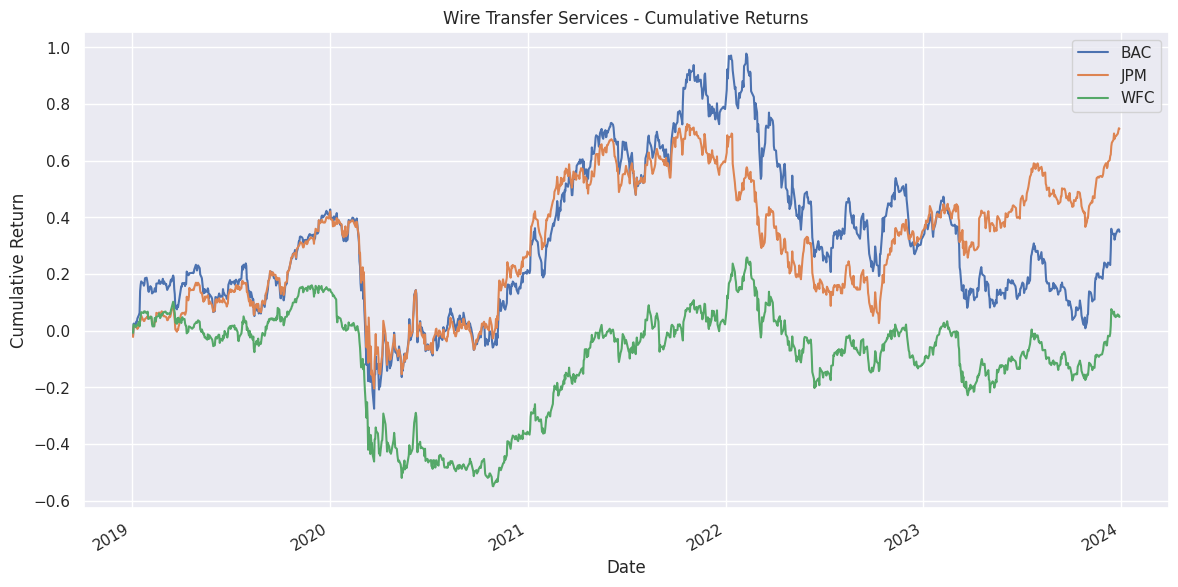 Wire Transfer Services - Cumulative Returns
BAC
JPM
WFC
Cumulative Return
1.0
0.8
0.6
0.4
0.2
0.0
−0.2
−0.4
−0.6
2019
2020
2021
2022
2023
2024
Date